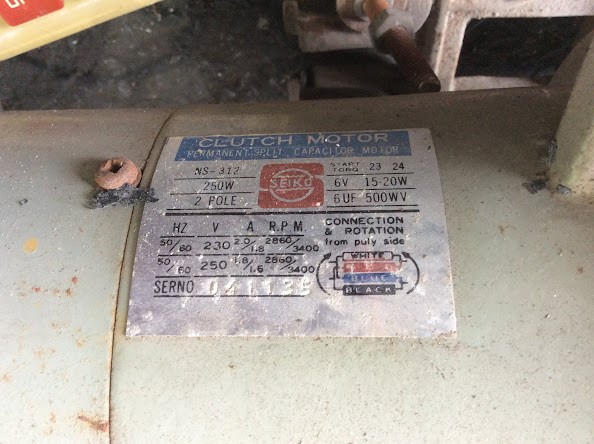 CLUTCH MOTOR
PERMANENT SPLIT CAPACITOR MOTOR
NS-312
250W
2 POLE
SEIKO
START TORQ 23 24
6V 15-20W
6UF 500WV
HZ V A R.P.M.
50/60 230 2.0/1.8 2860/3400
50/60 250 1.8/1.6 2860/3400
SERNO 041135
CONNECTION
& ROTATION
from puly side
WHITE
RED
BLUE
BLACK